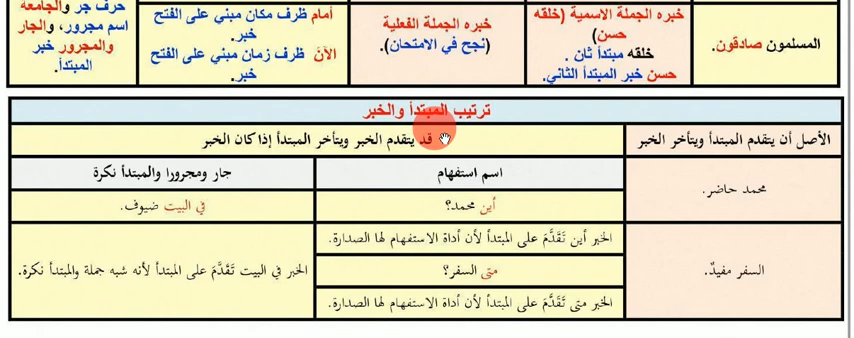 المسلمون صادقون.
خبره الجملة الاسمية (خلقه
حسن)
خلقه مبتدأ ثان .
حسن خبر المبتدأ الثاني.
خبره الجملة الفعلية
(نجح في الامتحان).
أمام ظرف مكان مبني على الفتح
خبر.
الآن ظرف زمان مبني على الفتح
خبر.
حرف جر والجامعة
اسم مجرور، والجار
والمجرور خبر
المبتدأ.
ترتيب المبتدأ والخبر
الأصل أن يتقدم المبتدأ ويتأخر الخبر
قد يتقدم الخبر ويتأخر المبتدأ إذا كان الخبر
محمد حاضر.
اسم استفهام
جار ومجرورا والمبتدأ نكرة
أين محمد؟
في البيت ضيوف.
السفر مفيدٌ.
الخبر أين تَقَدَّمَ على المبتدأ لأن أداة الاستفهام لها الصدارة.
متى السفر؟
الخبر متى تَقَدَّمَ على المبتدأ لأن أداة الاستفهام لها الصدارة.
الخبر في البيت تَقَدَّمَ على المبتدأ لأنه شبه جملة والمبتدأ نكرة.